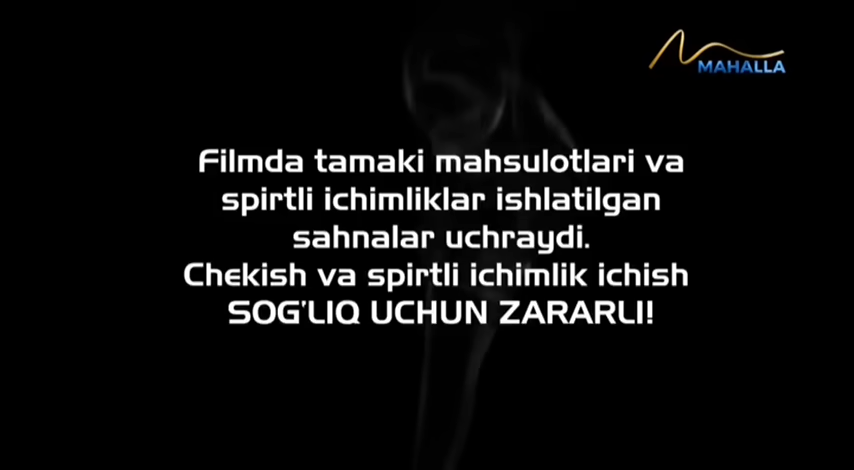 MAHALLA
Filmda tamaki mahsulotlari va
spirtli ichimliklar ishlatilgan
sahnalar uchraydi.
Chekish va spirtli ichimlik ichish
SOG'LIQ UCHUN ZARARLI!